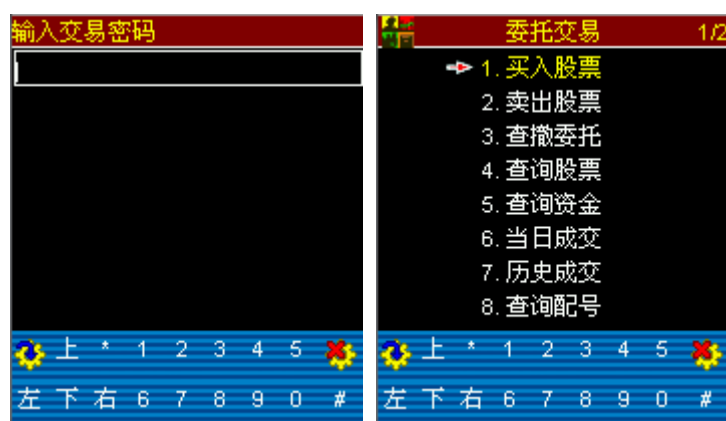 输入交易密码
上 * 1 2 3 4 5
左 下 右 6 7 8 9 0 #
委托交易 1/2
1. 买入股票
2. 卖出股票
3. 查撤委托
4. 查询股票
5. 查询资金
6. 当日成交
7. 历史成交
8. 查询配号
上 * 1 2 3 4 5
左 下 右 6 7 8 9 0 #